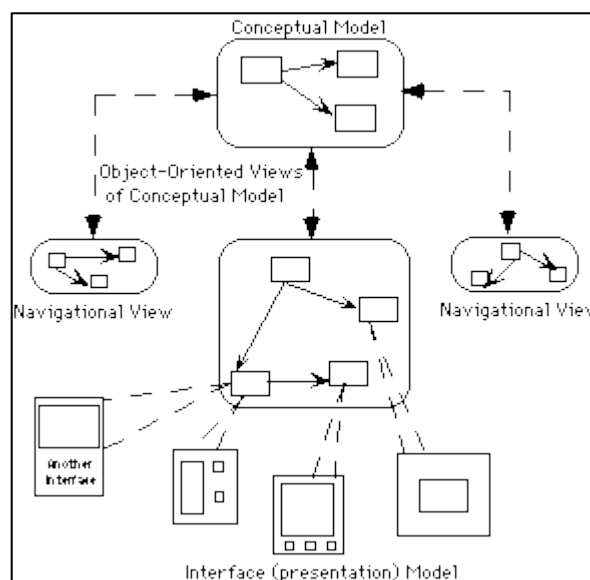 Conceptual Model
Object-Oriented Views
of Conceptual Model
Navigational View
Navigational View
Another
Interface
Interface (presentation) Model